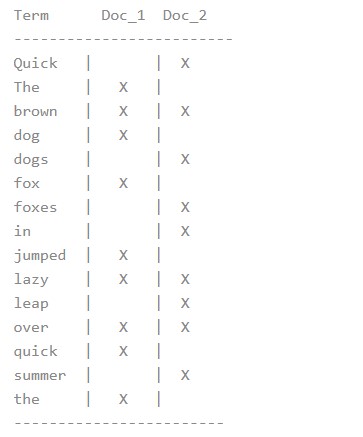 Term      Doc_1  Doc_2
-------------------------
Quick   |       |  X
The     |   X   |
brown   |   X   |  X
dog     |   X   |
dogs    |       |  X
fox     |   X   |
foxes   |       |  X
in      |       |  X
jumped  |   X   |
lazy    |   X   |  X
leap    |       |  X
over    |   X   |  X
quick   |   X   |
summer  |       |  X
the     |   X   |
------------------------